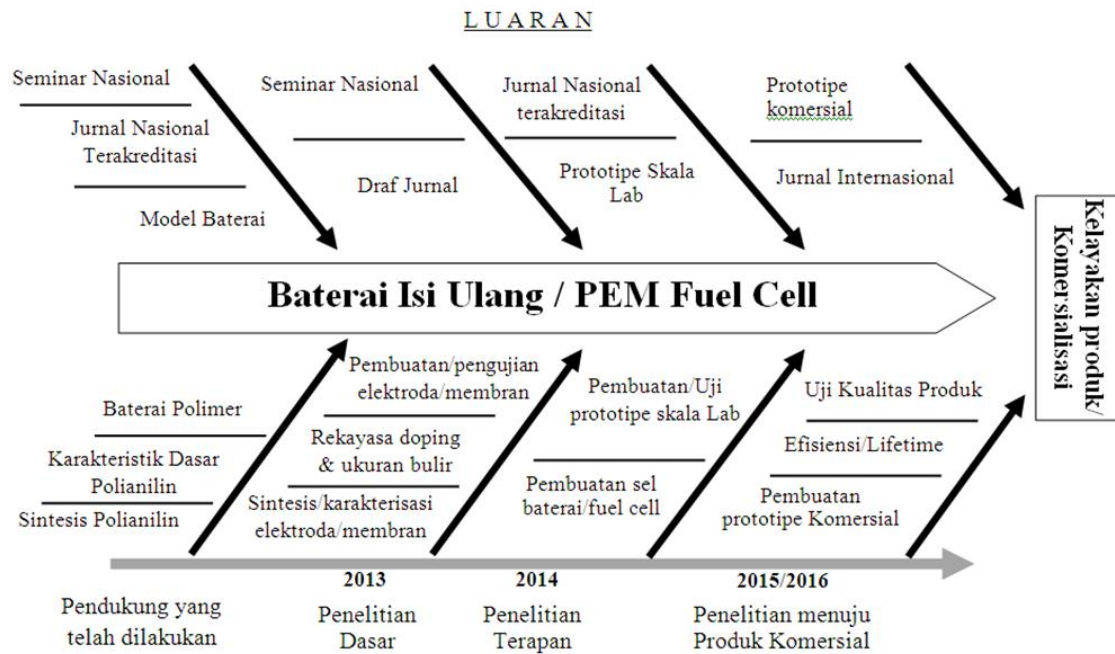 L U A R A N
Seminar Nasional
Jurnal Nasional
Terakreditasi
Model Baterai
Seminar Nasional
Draf Jurnal
Jurnal Nasional
terakreditasi
Prototipe Skala
Lab
Prototipe
komersial
Jurnal Internasional
Baterai Isi Ulang / PEM Fuel Cell
Kelayakan produk/
Komersialisasi
Baterai Polimer
Karakteristik Dasar
Polianilin
Sintesis Polianilin
Pembuatan/pengujian
elektroda/membran
Rekayasa doping
& ukuran bulir
Sintesis/karakterisasi
elektroda/membran
Pembuatan/Uji
prototipe skala Lab
Pembuatan sel
baterai/fuel cell
Uji Kualitas Produk
Efisiensi/Lifetime
Pembuatan
prototipe Komersial
Pendukung yang
telah dilakukan
2013
Penelitian
Dasar
2014
Penelitian
Terapan
2015/2016
Penelitian menuju
Produk Komersial